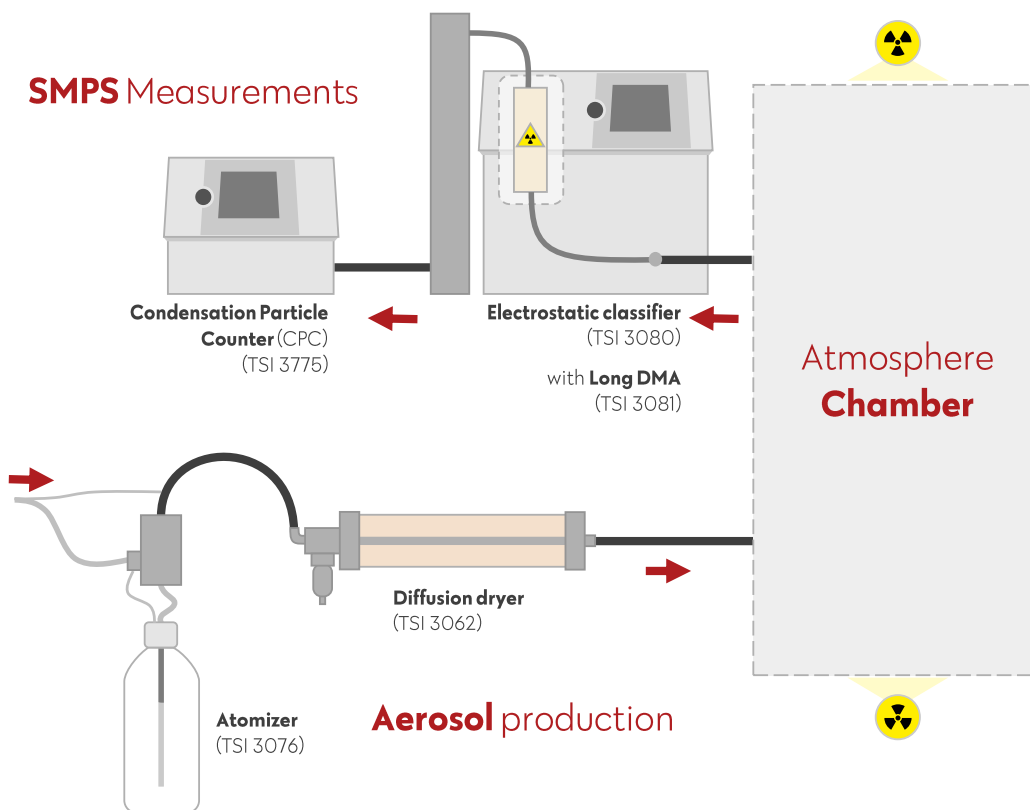 SMPS Measurements
Condensation Particle
Counter (CPC)
(TSI 3775)
Electrostatic classifier
(TSI 3080)
with Long DMA
(TSI 3081)
Atmosphere
Chamber
Diffusion dryer
(TSI 3062)
Atomizer
(TSI 3076)
Aerosol production